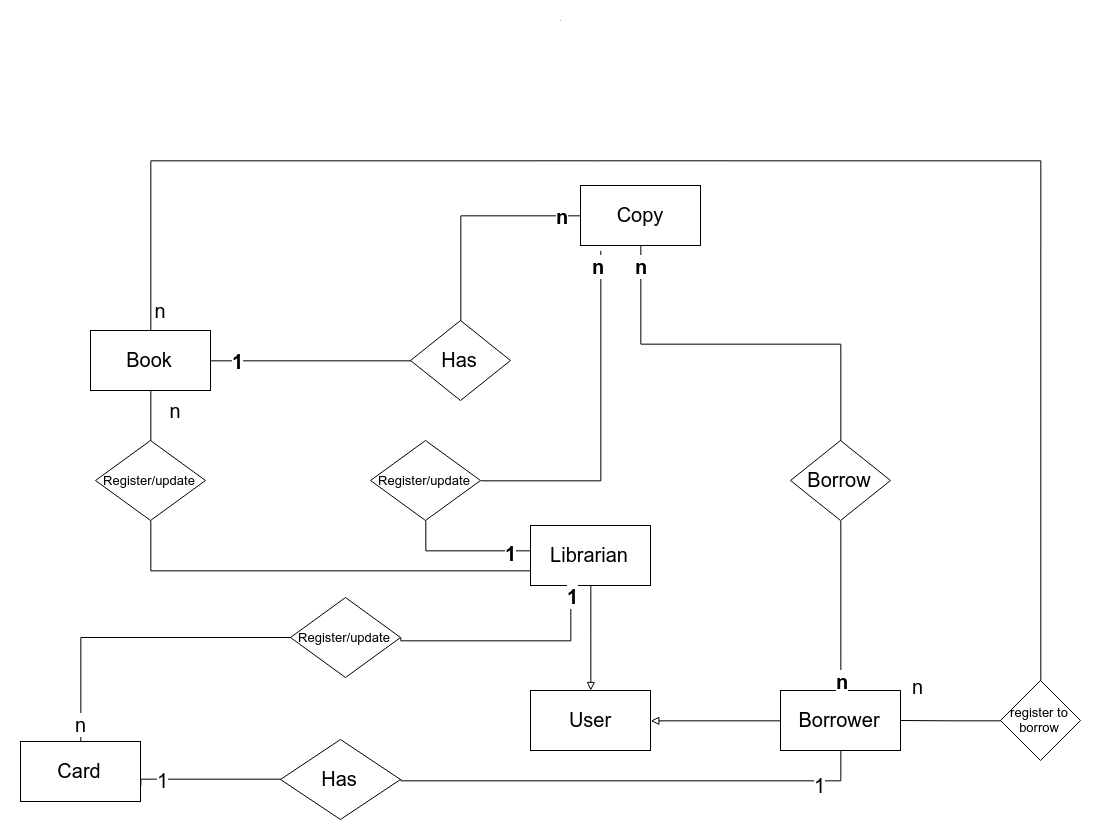 Copy
n
n
n
n
Book
1
Has
n
Register/update
Register/update
Borrow
1
Librarian
1
Register/update
n
n
n
User
Borrower
register to
borrow
Card
1
Has
1